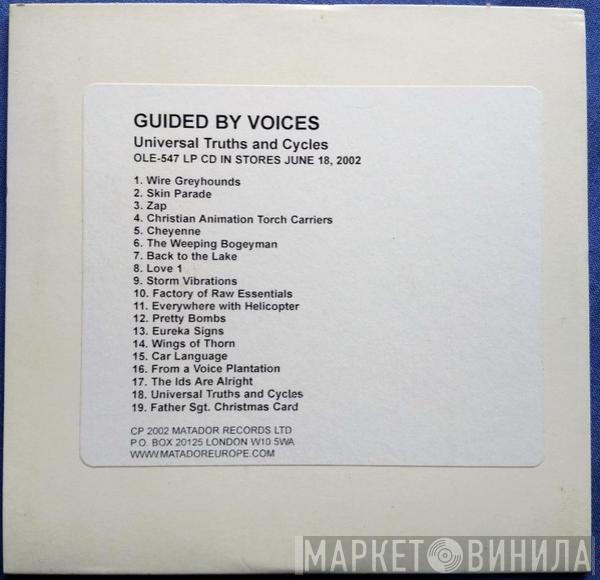 GUIDED BY VOICES
Universal Truths and Cycles
OLE-547 LP CD IN STORES JUNE 18, 2002
1. Wire Greyhounds
2. Skin Parade
3. Zap
4. Christian Animation Torch Carriers
5. Cheyenne
6. The Weeping Bogeyman
7. Back to the Lake
8. Love 1
9. Storm Vibrations
10. Factory of Raw Essentials
11. Everywhere with Helicopter
12. Pretty Bombs
13. Eureka Signs
14. Wings of Thorn
15. Car Language
16. From a Voice Plantation
17. The Ids Are Alright
18. Universal Truths and Cycles
19. Father Sgt. Christmas Card
CP 2002 MATADOR RECORDS LTD
P.O. BOX 20125 LONDON W10 5WA
WWW.MATADOREUROPE.COM
МАРКЕТ ВИНИЛА